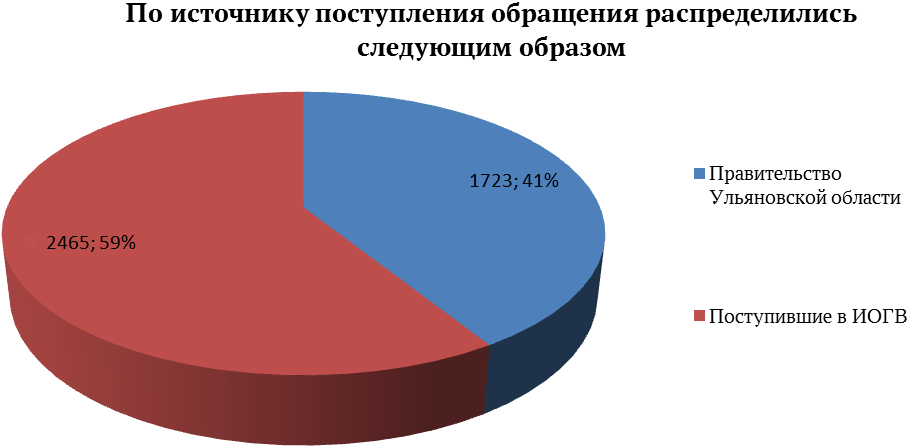 По источнику поступления обращения распределились
следующим образом
1723; 41%
2465; 59%
Правительство
Ульяновской области
Поступившие в ИОГВ